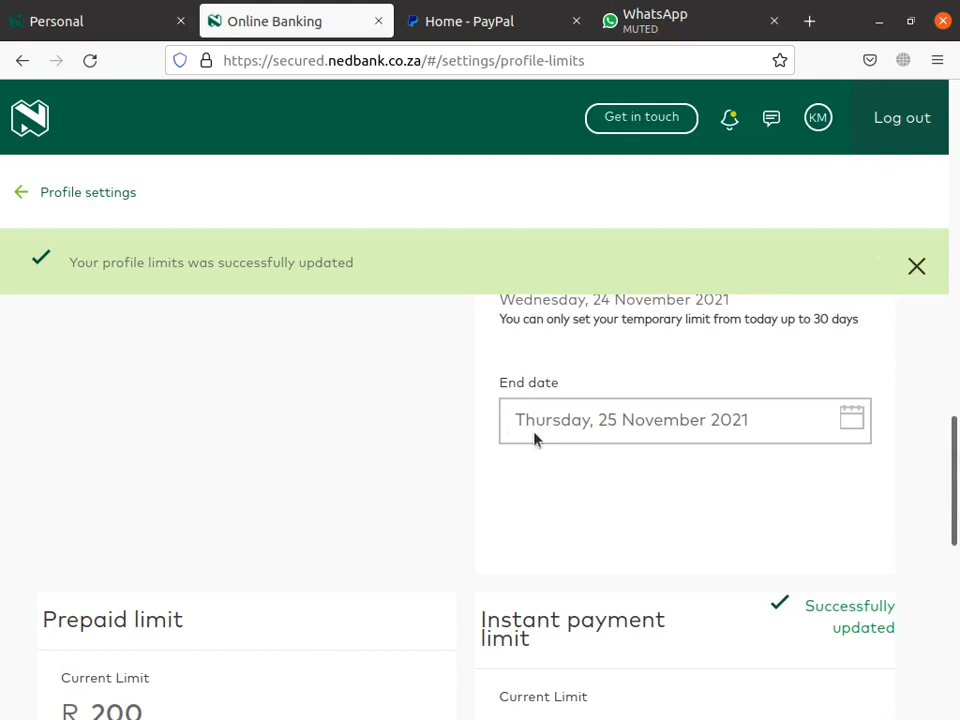 Personal
Online Banking
Home - PayPal
WhatsApp
MUTED
https://secured.nedbank.co.za/#/settings/profile-limits
Get in touch
KM
Log out
Profile settings
Your profile limits was successfully updated
Wednesday, 24 November 2021
You can only set your temporary limit from today up to 30 days
End date
Thursday, 25 November 2021
Prepaid limit
Current Limit
R 200
Instant payment
limit
Successfully
updated
Current Limit